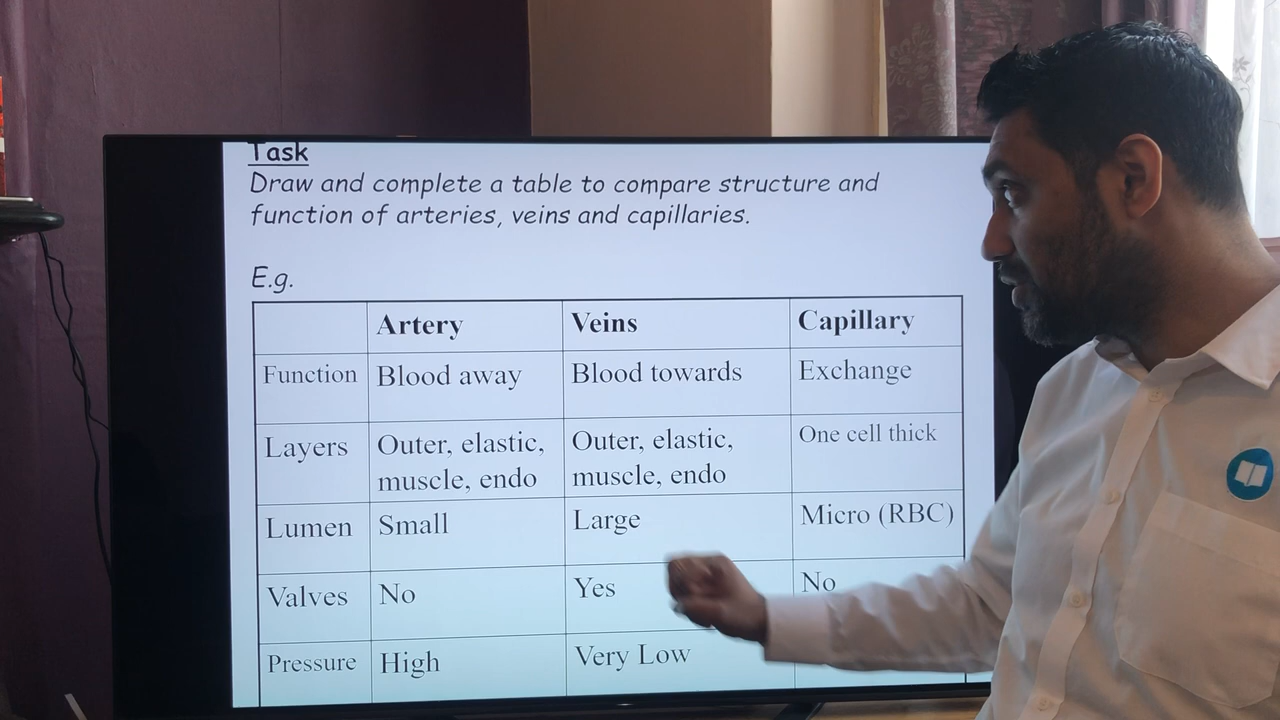 Task
Draw and complete a table to compare structure and
function of arteries, veins and capillaries.
E.g.
Artery Veins Capillary
Function Blood away Blood towards Exchange
Layers Outer, elastic, muscle, endo Outer, elastic, muscle, endo One cell thick
Lumen Small Large Micro (RBC)
Valves No Yes No
Pressure High Very Low